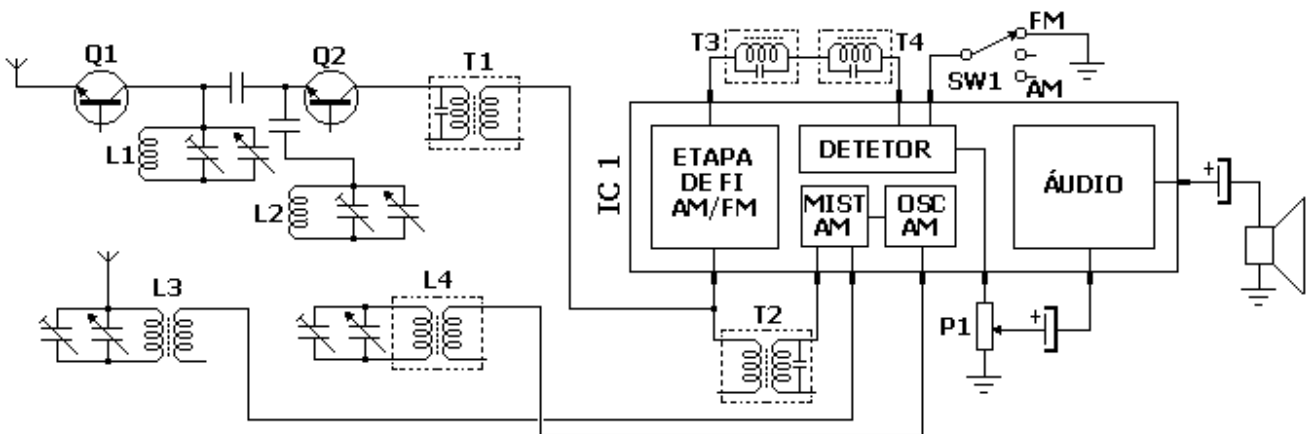 Q1
Q2
T1
L1
L2
L3
L4
T3
T4
FM
SW1
AM
IC 1
ETAPA
DE FI
AM/FM
DETETOR
MIST
AM
OSC
AM
ÁUDIO
+
T2
P1
+